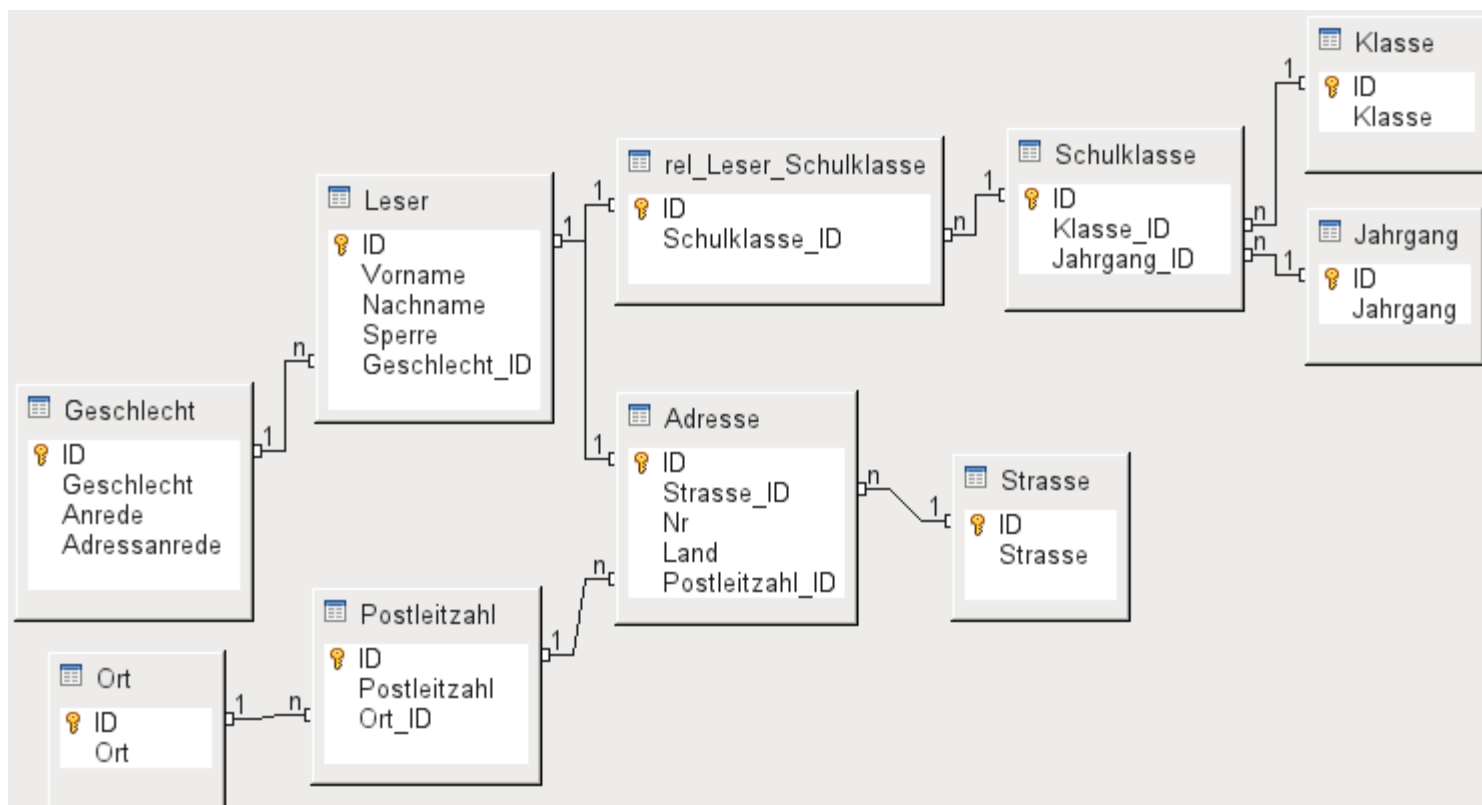 Klasse
ID
Klasse
1
rel_Leser_Schulklasse
ID
Schulklasse_ID
1
n
Schulklasse
ID
Klasse_ID
Jahrgang_ID
1
n
n
Leser
ID
Vorname
Nachname
Sperre
Geschlecht_ID
1
n
Jahrgang
ID
Jahrgang
1
Geschlecht
ID
Geschlecht
Anrede
Adressanrede
1
Adresse
ID
Strasse_ID
Nr
Land
Postleitzahl_ID
1
n
n
Strasse
ID
Strasse
1
Postleitzahl
ID
Postleitzahl
Ort_ID
1
n
Ort
ID
Ort
1